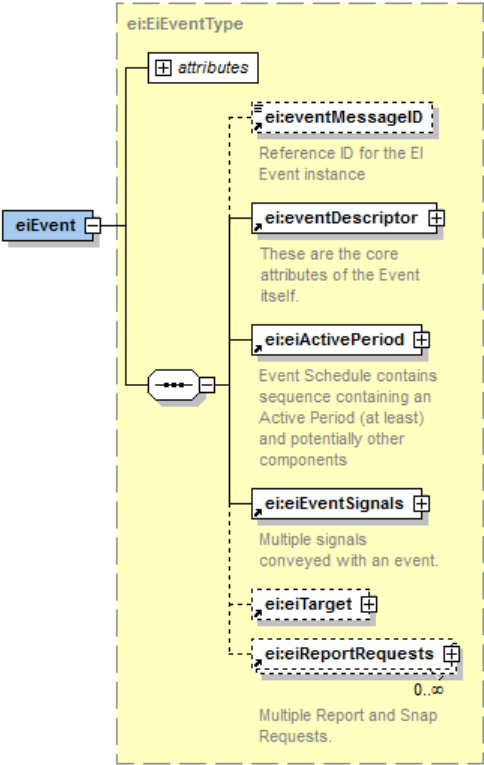 ei:EiEventType
attributes
ei:eventMessageID
Reference ID for the EI
Event instance
eiEvent
ei:eventDescriptor
These are the core
attributes of the Event
itself.
ei:eiActivePeriod
Event Schedule contains
sequence containing an
Active Period (at least)
and potentially other
components
ei:eiEventSignals
Multiple signals
conveyed with an event.
ei:eiTarget
ei:eiReportRequests
0..∞
Multiple Report and Snap
Requests.